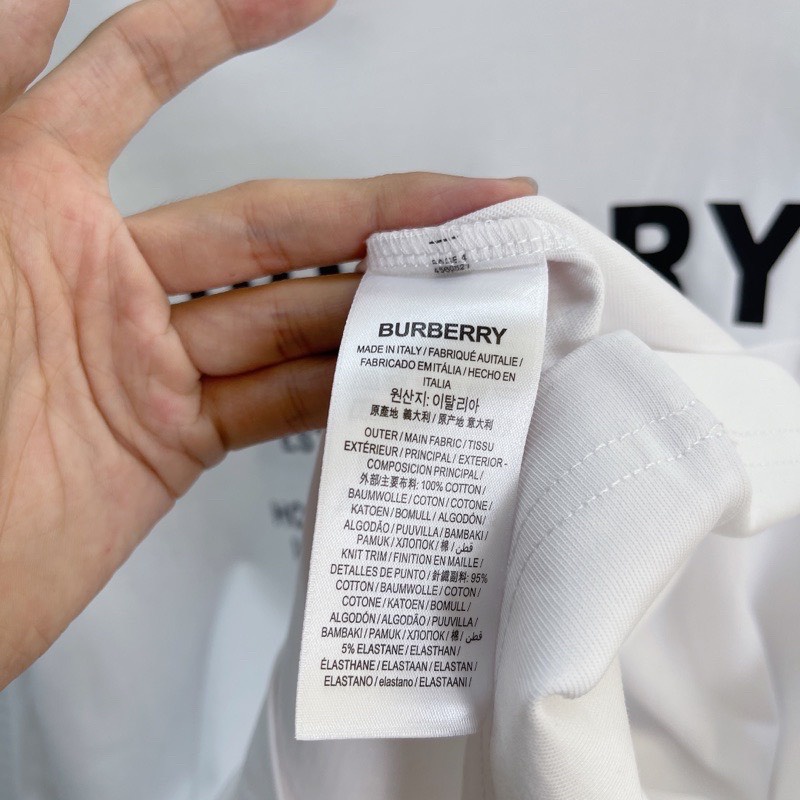 RY
BURBERRY
MADE IN ITALY / FABRIQUÉ AUITALIE /
FABRICADO EMITÁLIA / HECHO EN
ITALIA
원산지: 이탈리아
原產地 義大利 / 原产地 意大利
OUTER / MAIN FABRIC / TISSU
EXTÉRIEUR / PRINCIPAL / EXTERIOR -
COMPOSICION PRINCIPAL /
外部/主要布料: 100% COTTON /
BAUMWOLLE / COTON / COTONE /
KATOEN / BOMULL / ALGODÓN /
ALGODÃO / PUUVILLA / BAMBAKI /
PAMUK / ХЛОПОК / 棉 / قطن /
KNIT TRIM / FINITION EN MAILLE /
DETALLES DE PUNTO / 針織副料: 95%
COTTON / BAUMWOLLE / COTON /
COTONE / KATOEN / BOMULL /
ALGODÓN / ALGODÃO / PUUVILLA /
BAMBAKI / PAMUK / ХЛОПОК / 棉 / قطن
5% ELASTANE / ELASTHAN /
ÉLASTHANE / ELASTAAN / ELASTAN /
ELASTANO / elastano / ELASTAANI /